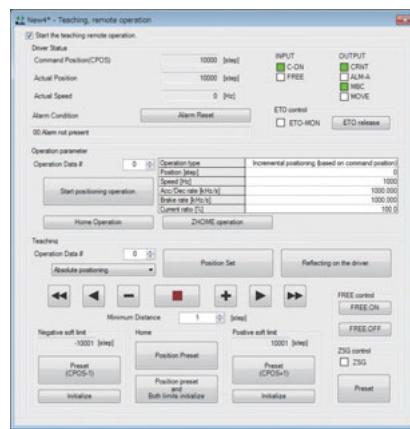 New4* - Teaching, remote operation
Start the teaching remote operation.
Driver Status
Command Position(CPOS) 10000 [step]
Actual Position 10000 [step]
Actual Speed 0 [Hz]
Alarm Condition Alarm Reset
00:Alarm not present
INPUT OUTPUT
C-ON CRNT
FREE ALM-A
MBC
MOVE
ETO control
ETO-MON ETO release
Operation parameter
Operation Data # 0
Start positioning operation
Operation type Incremental positioning (based on command position)
Position [step] 0
Speed [Hz] 1000
Acc/Dec rate [kHz/s] 1000.000
Brake rate [kHz/s] 1000.000
Current ratio [%] 100.0
Home Operation ZHOME operation
Teaching
Operation Data # 0
Absolute positioning
Position Set Reflecting on the driver
Minimum Distance 1 [step]
FREE control
FREE:ON
FREE:OFF
Negative soft limit Home Positive soft limit
-10001 [step] 10001 [step]
Preset
(CPOS-1)
Position Preset
Preset
(CPOS+1)
Initialize
Position preset
and
Both limits initialize
Initialize
ZSG control
ZSG
Preset